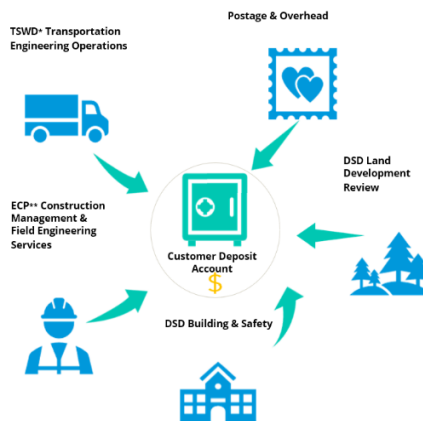 Postage & Overhead
TSWD* Transportation
Engineering Operations
DSD Land
Development
Review
ECP** Construction
Management &
Field Engineering
Services
Customer Deposit
Account
$
DSD Building & Safety